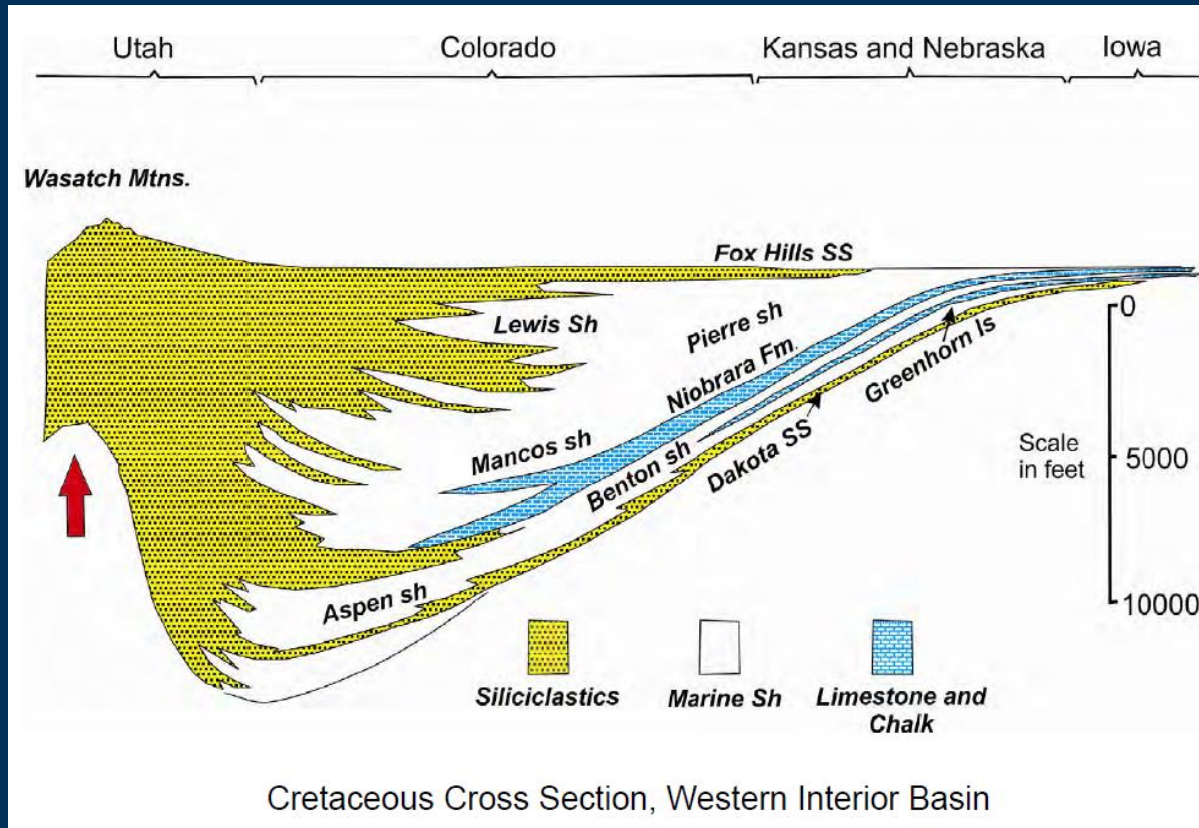 Utah
Colorado
Kansas and Nebraska
Iowa
Wasatch Mtns.
Fox Hills SS
Lewis Sh
Pierre sh
Niobrara Fm.
Greenhorn ls
Mancos sh
Benton sh
Dakota SS
Aspen sh
0
Scale
in feet
5000
10000
Siliciclastics
Marine Sh
Limestone and
Chalk
Cretaceous Cross Section, Western Interior Basin